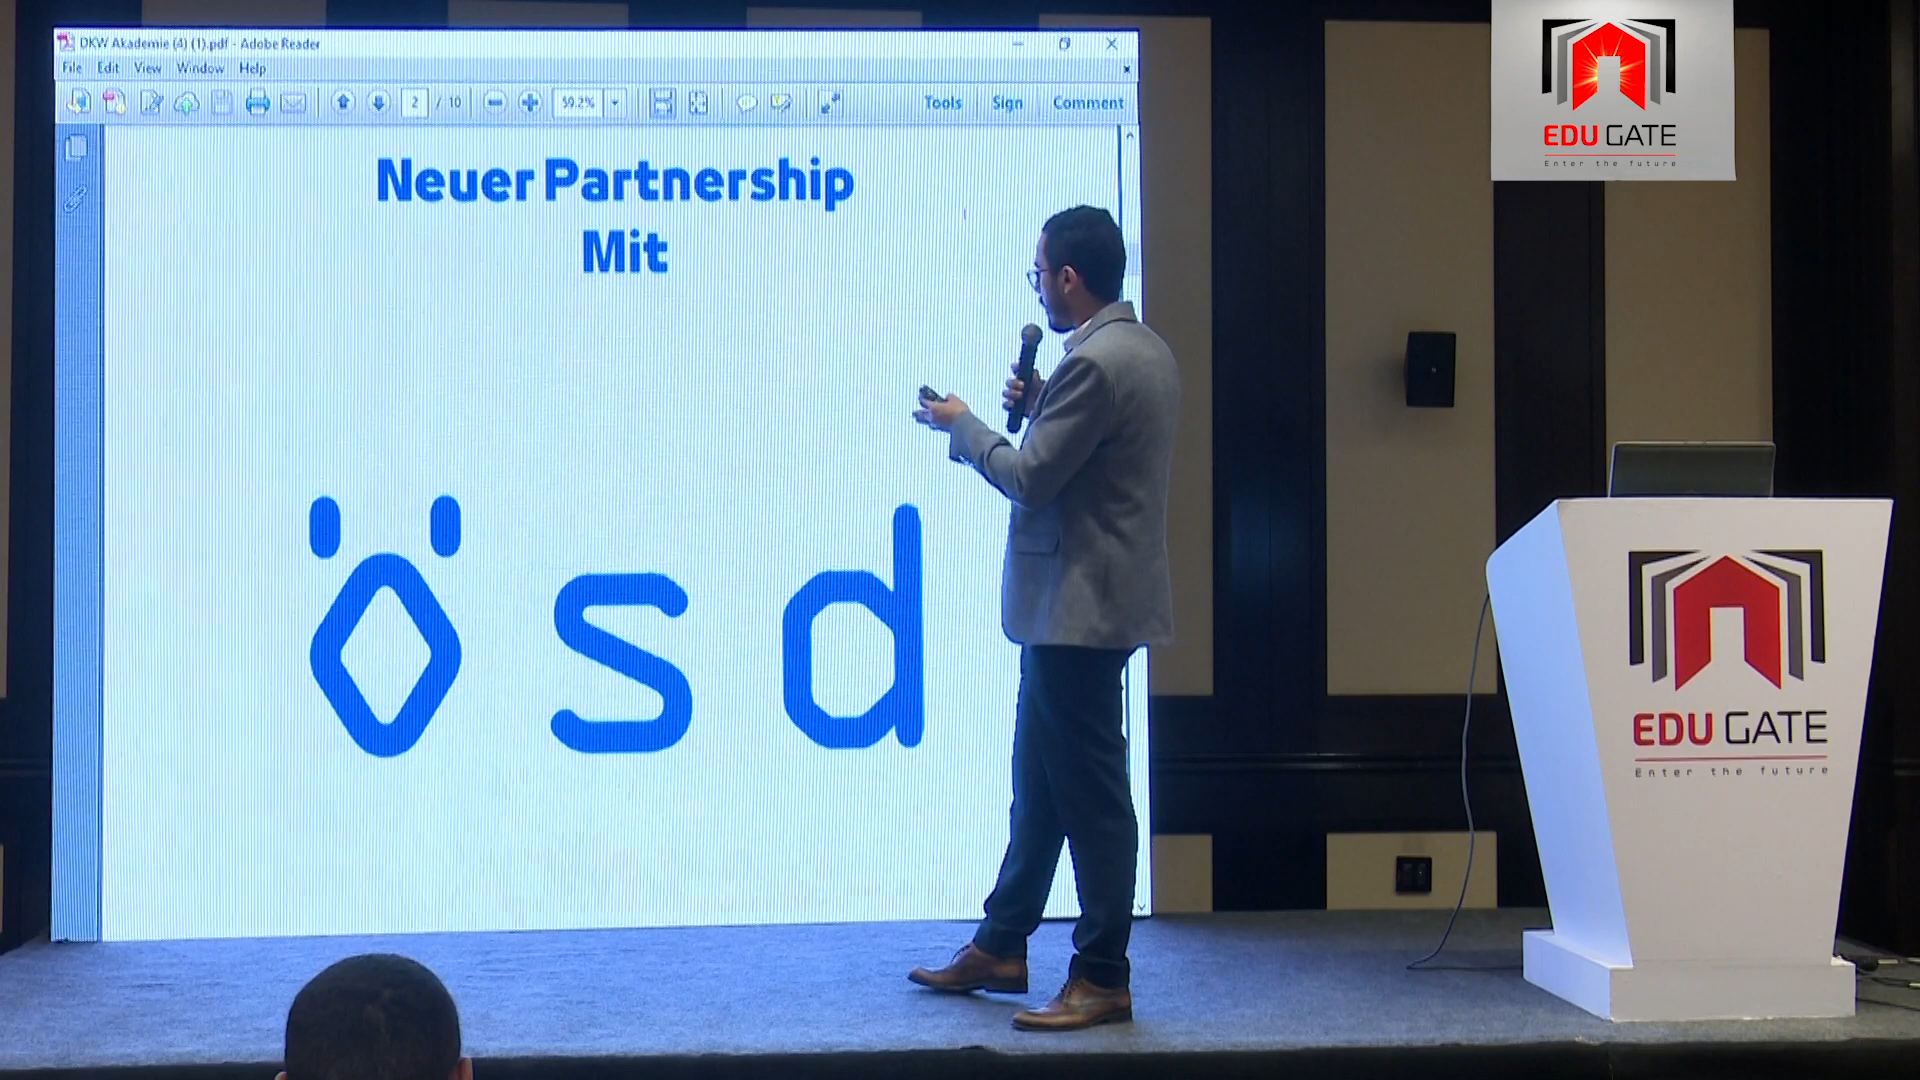 DKW Akademie (4) (1).pdf - Adobe Reader
File Edit View Window Help
2 / 10 59.2% Tools Sign Comment
Neuer Partnership
Mit
ösd
EDU GATE
Enter the future
EDU GATE
Enter the future